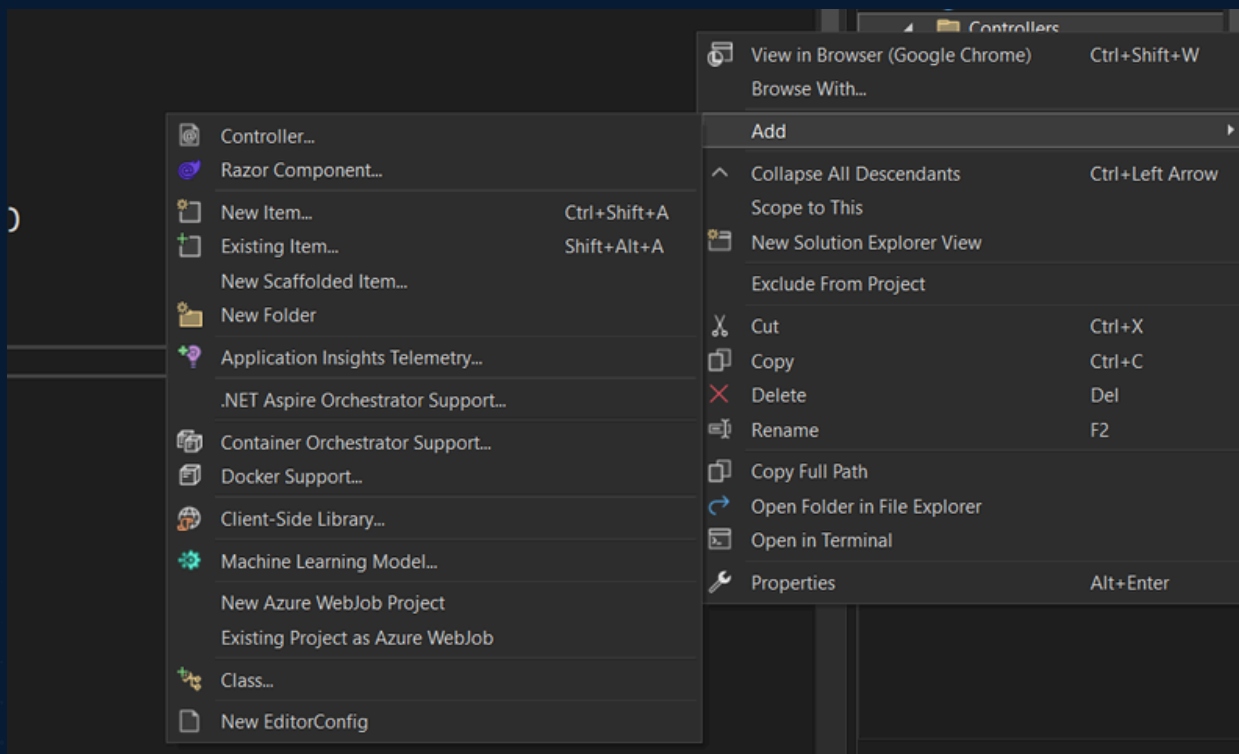 Controllers
View in Browser (Google Chrome) Ctrl+Shift+W
Browse With...
Add
Collapse All Descendants Ctrl+Left Arrow
Scope to This
New Solution Explorer View
Exclude From Project
Cut Ctrl+X
Copy Ctrl+C
Delete Del
Rename F2
Copy Full Path
Open Folder in File Explorer
Open in Terminal
Properties Alt+Enter
Controller...
Razor Component...
New Item... Ctrl+Shift+A
Existing Item... Shift+Alt+A
New Scaffolded Item...
New Folder
Application Insights Telemetry...
.NET Aspire Orchestrator Support...
Container Orchestrator Support...
Docker Support...
Client-Side Library...
Machine Learning Model...
New Azure WebJob Project
Existing Project as Azure WebJob
Class...
New EditorConfig